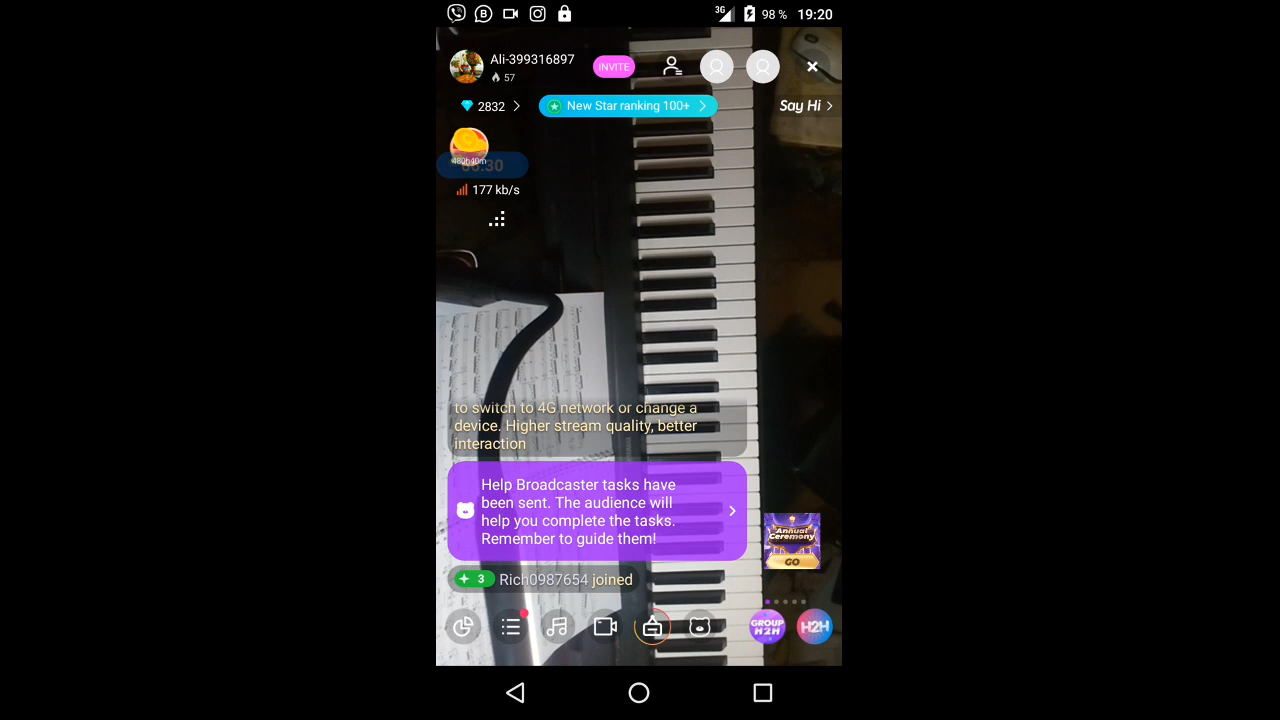 3G 98 % 19:20
Ali-399316897
57
INVITE
2832
New Star ranking 100+
Say Hi
480h40m
:30
177 kb/s
to switch to 4G network or change a
device. Higher stream quality, better
interaction
Help Broadcaster tasks have
been sent. The audience will
help you complete the tasks.
Remember to guide them!
Annual
Ceremony
GO
3 Rich0987654 joined
GROUP
H2H
H2H